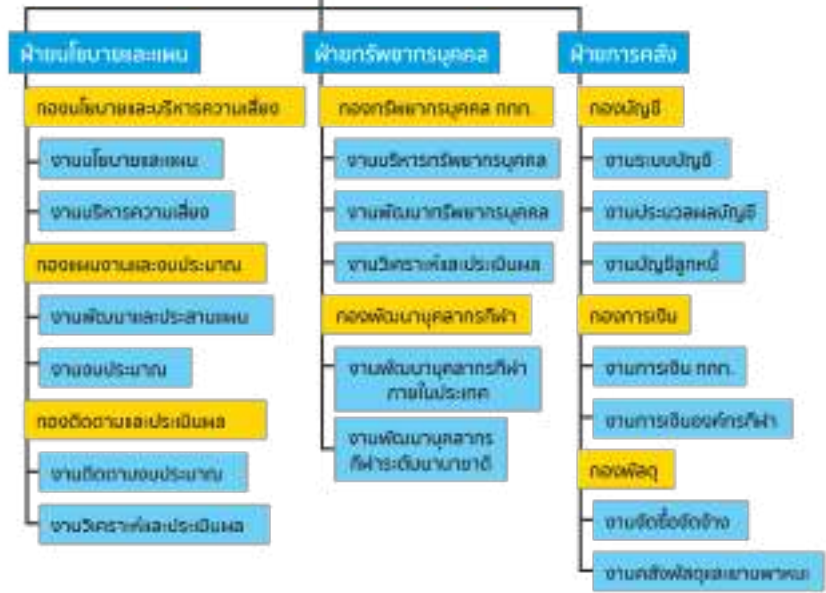 ฝ่ายนโยบายและแผน
กองนโยบายและบริหารความเสี่ยง
งานนโยบายและแผน
งานบริหารความเสี่ยง
กองแผนงานและงบประมาณ
งานพัฒนาและประสานแผน
งานงบประมาณ
กองติดตามและประเมินผล
งานติดตามงบประมาณ
งานวิเคราะห์และประเมินผล
ฝ่ายทรัพยากรบุคคล
กองทรัพยากรบุคคล กกท.
งานบริหารทรัพยากรบุคคล
งานพัฒนาทรัพยากรบุคคล
งานวิเคราะห์และประเมินผล
กองพัฒนาบุคลากรกีฬา
งานพัฒนาบุคลากรกีฬา
ภายในประเทศ
งานพัฒนาบุคลากร
กีฬาระดับนานาชาติ
ฝ่ายการคลัง
กองบัญชี
งานระบบบัญชี
งานประมวลผลบัญชี
งานบัญชีลูกหนี้
กองการเงิน
งานการเงิน กกท.
งานการเงินองค์กรกีฬา
กองพัสดุ
งานจัดซื้อจัดจ้าง
งานคลังพัสดุและยานพาหนะ